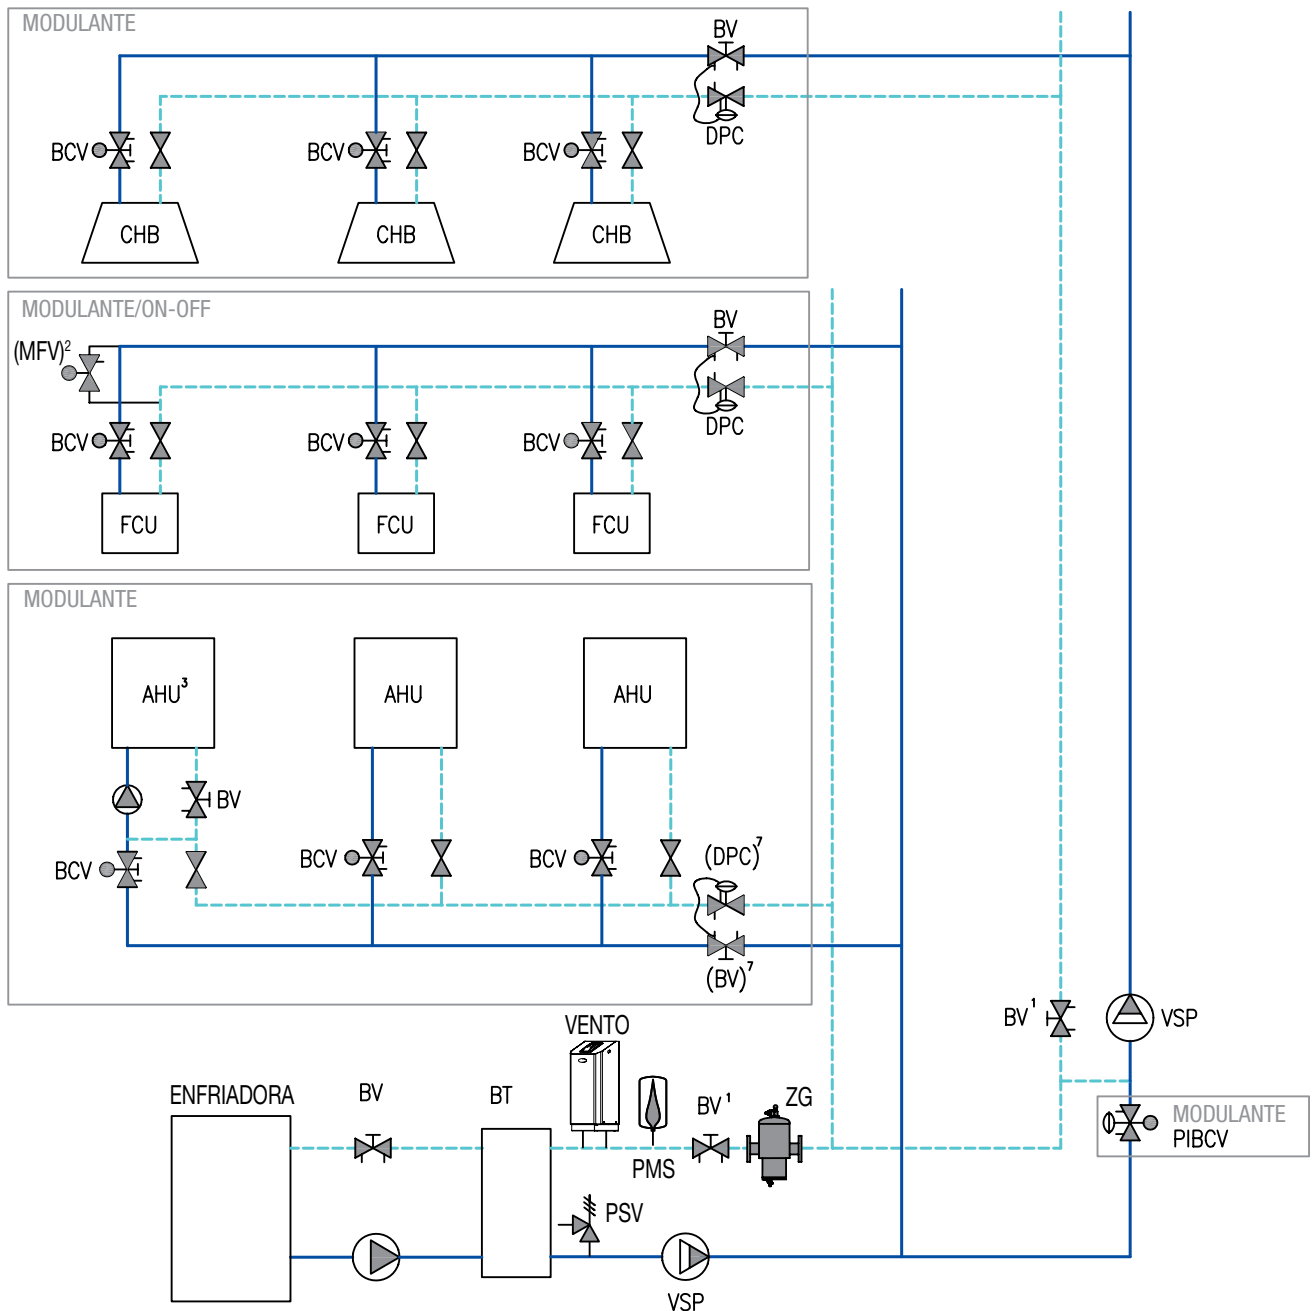 MODULANTE
BV
DPC
BCV
BCV
BCV
CHB
CHB
CHB
MODULANTE/ON-OFF
(MFV)²
BV
DPC
BCV
BCV
BCV
FCU
FCU
FCU
MODULANTE
AHU³
AHU
AHU
BV
BCV
BCV
BCV
(DPC)⁷
(BV)⁷
BV¹
VSP
VENTO
ENFRIADORA
BV
BT
BV¹
ZG
MODULANTE
PIBCV
PMS
PSV
VSP